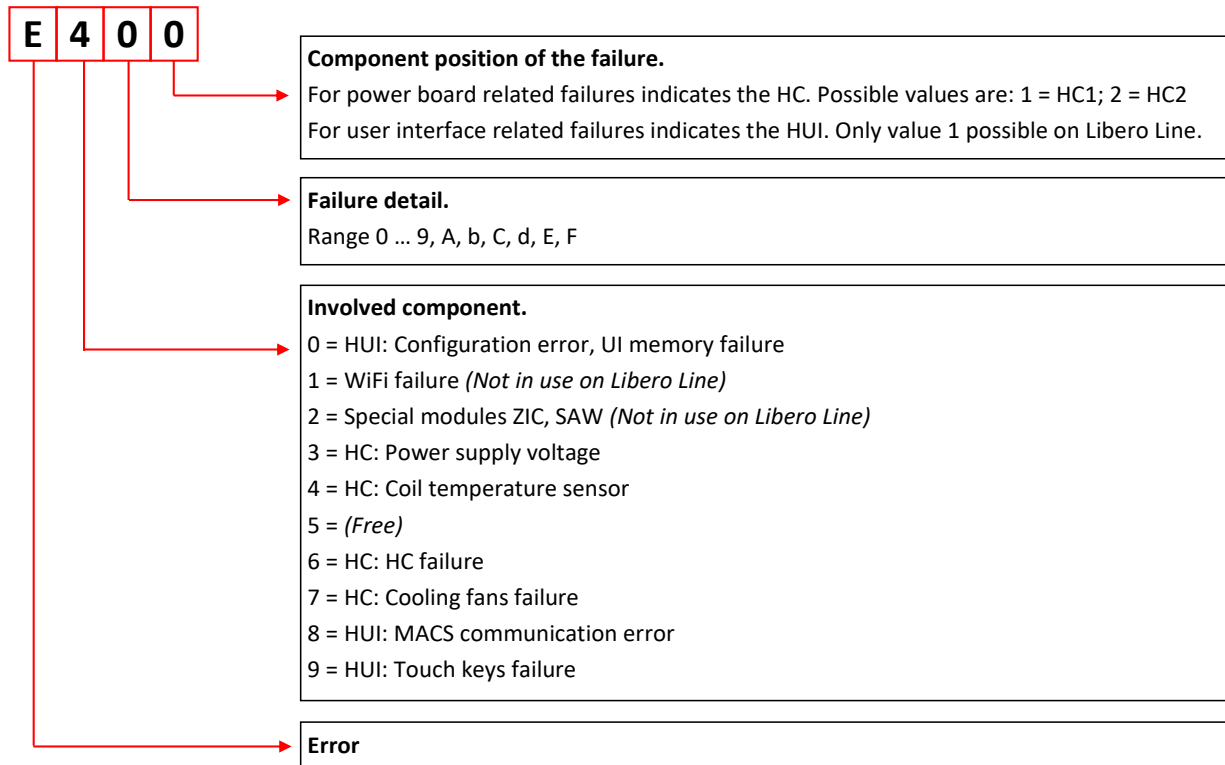 E 4 0 0
Component position of the failure.
For power board related failures indicates the HC. Possible values are: 1 = HC1; 2 = HC2
For user interface related failures indicates the HUI. Only value 1 possible on Libero Line.
Failure detail.
Range 0 … 9, A, b, C, d, E, F
Involved component.
0 = HUI: Configuration error, UI memory failure
1 = WiFi failure (Not in use on Libero Line)
2 = Special modules ZIC, SAW (Not in use on Libero Line)
3 = HC: Power supply voltage
4 = HC: Coil temperature sensor
5 = (Free)
6 = HC: HC failure
7 = HC: Cooling fans failure
8 = HUI: MACS communication error
9 = HUI: Touch keys failure
Error